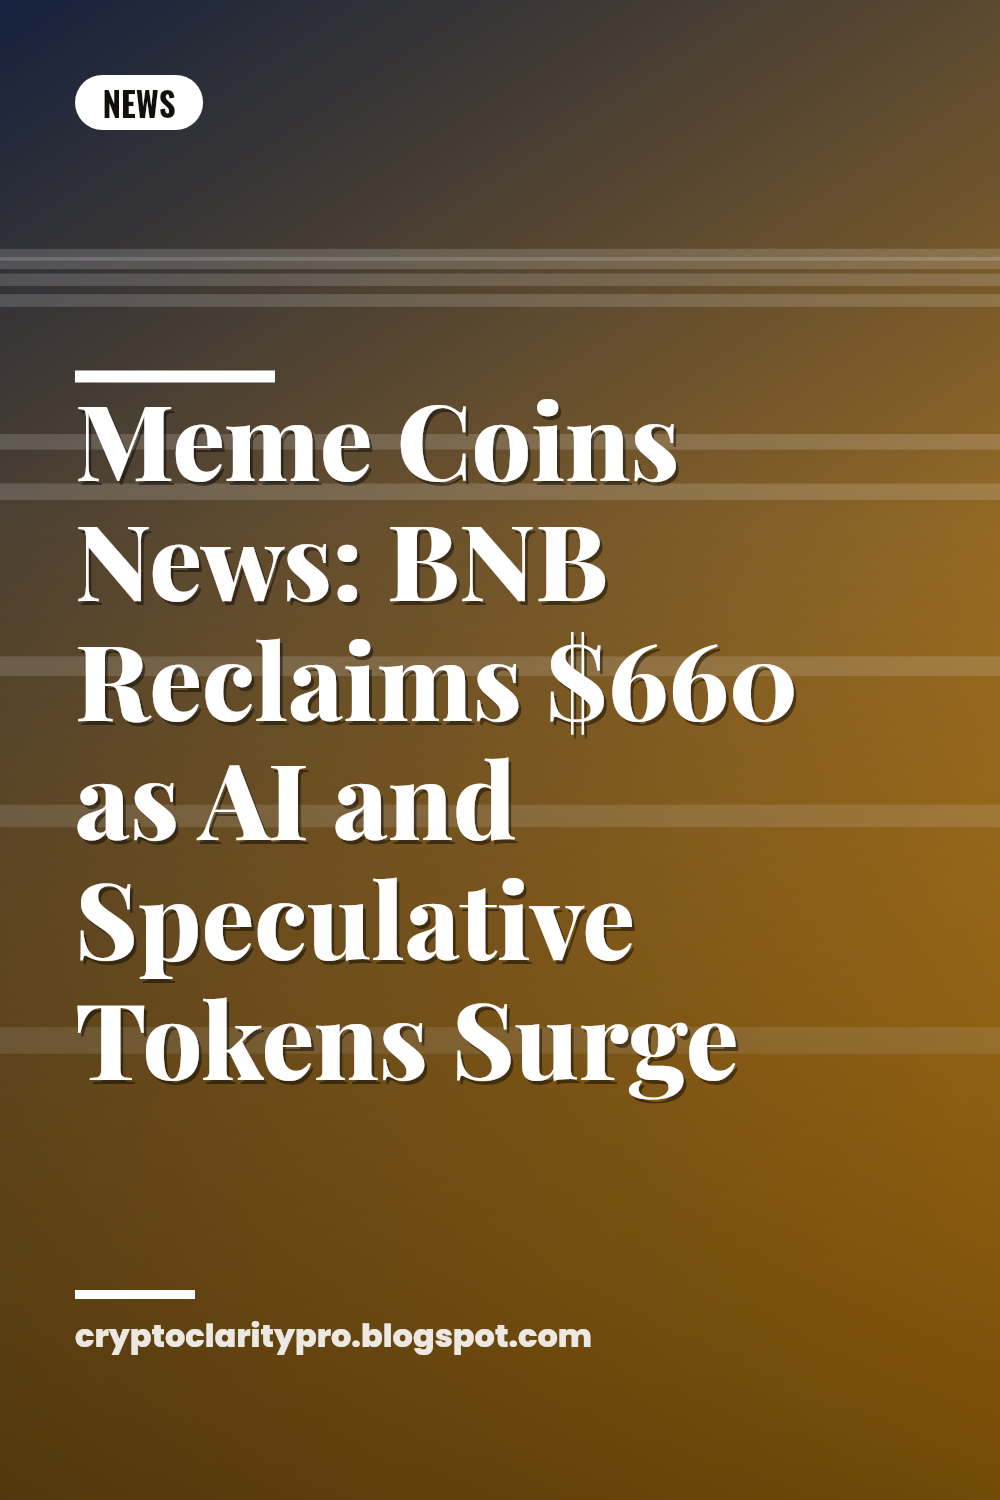 NEWS
Meme Coins
News: BNB
Reclaims $660
as AI and
Speculative
Tokens Surge
cryptoclaritypro.blogspot.com